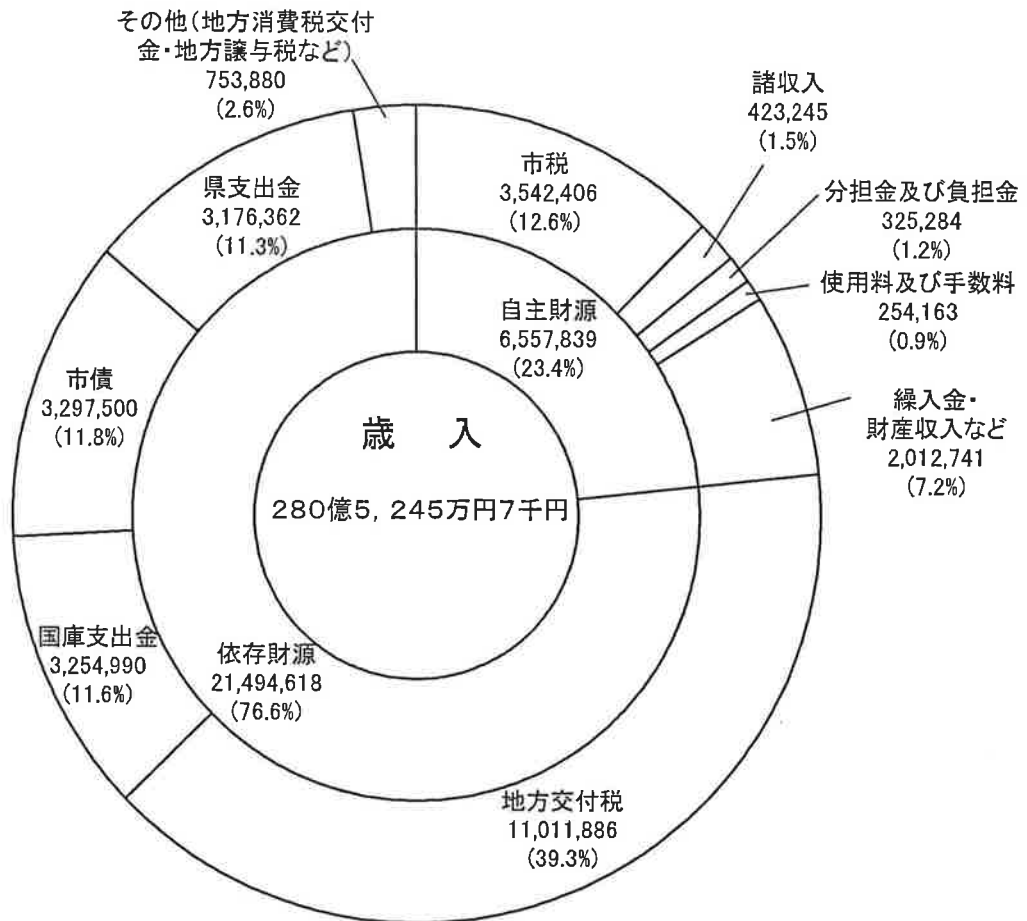 その他(地方消費税交付
金・地方譲与税など)
753,880
(2.6%)
諸収入
423,245
(1.5%)
市税
3,542,406
(12.6%)
分担金及び負担金
325,284
(1.2%)
県支出金
3,176,362
(11.3%)
使用料及び手数料
254,163
(0.9%)
自主財源
6,557,839
(23.4%)
市債
3,297,500
(11.8%)
繰入金・
財産収入など
2,012,741
(7.2%)
歳 入
280億5,245万円7千円
国庫支出金
3,254,990
(11.6%)
依存財源
21,494,618
(76.6%)
地方交付税
11,011,886
(39.3%)